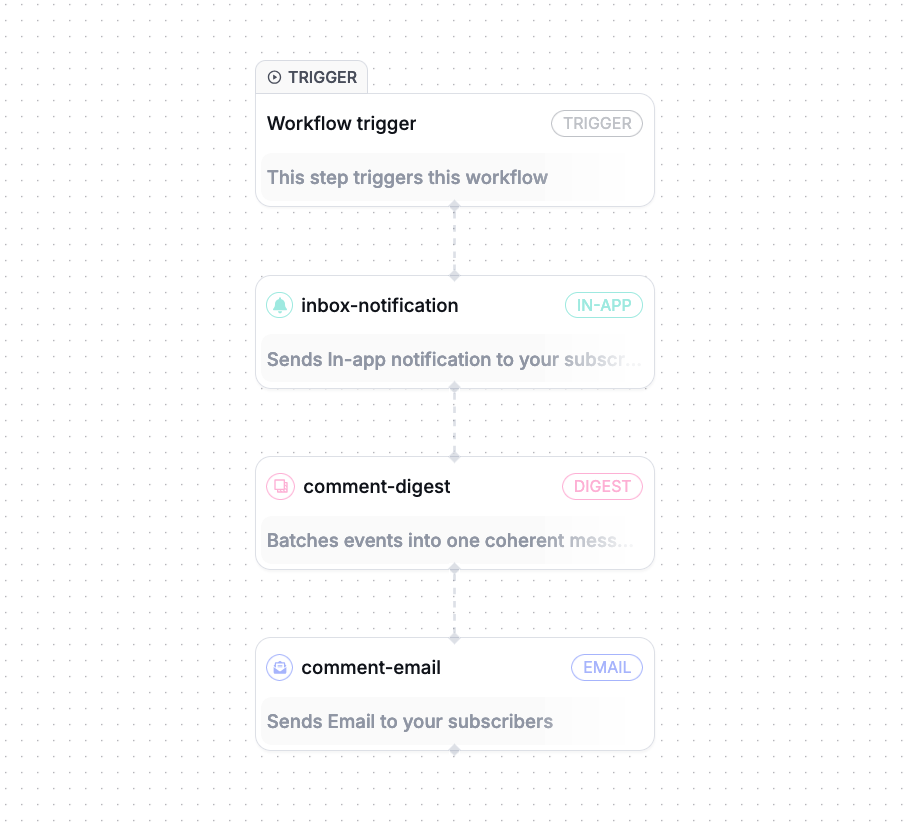 TRIGGER
Workflow trigger TRIGGER
This step triggers this workflow
inbox-notification IN-APP
Sends In-app notification to your subscr...
comment-digest DIGEST
Batches events into one coherent mess...
comment-email EMAIL
Sends Email to your subscribers